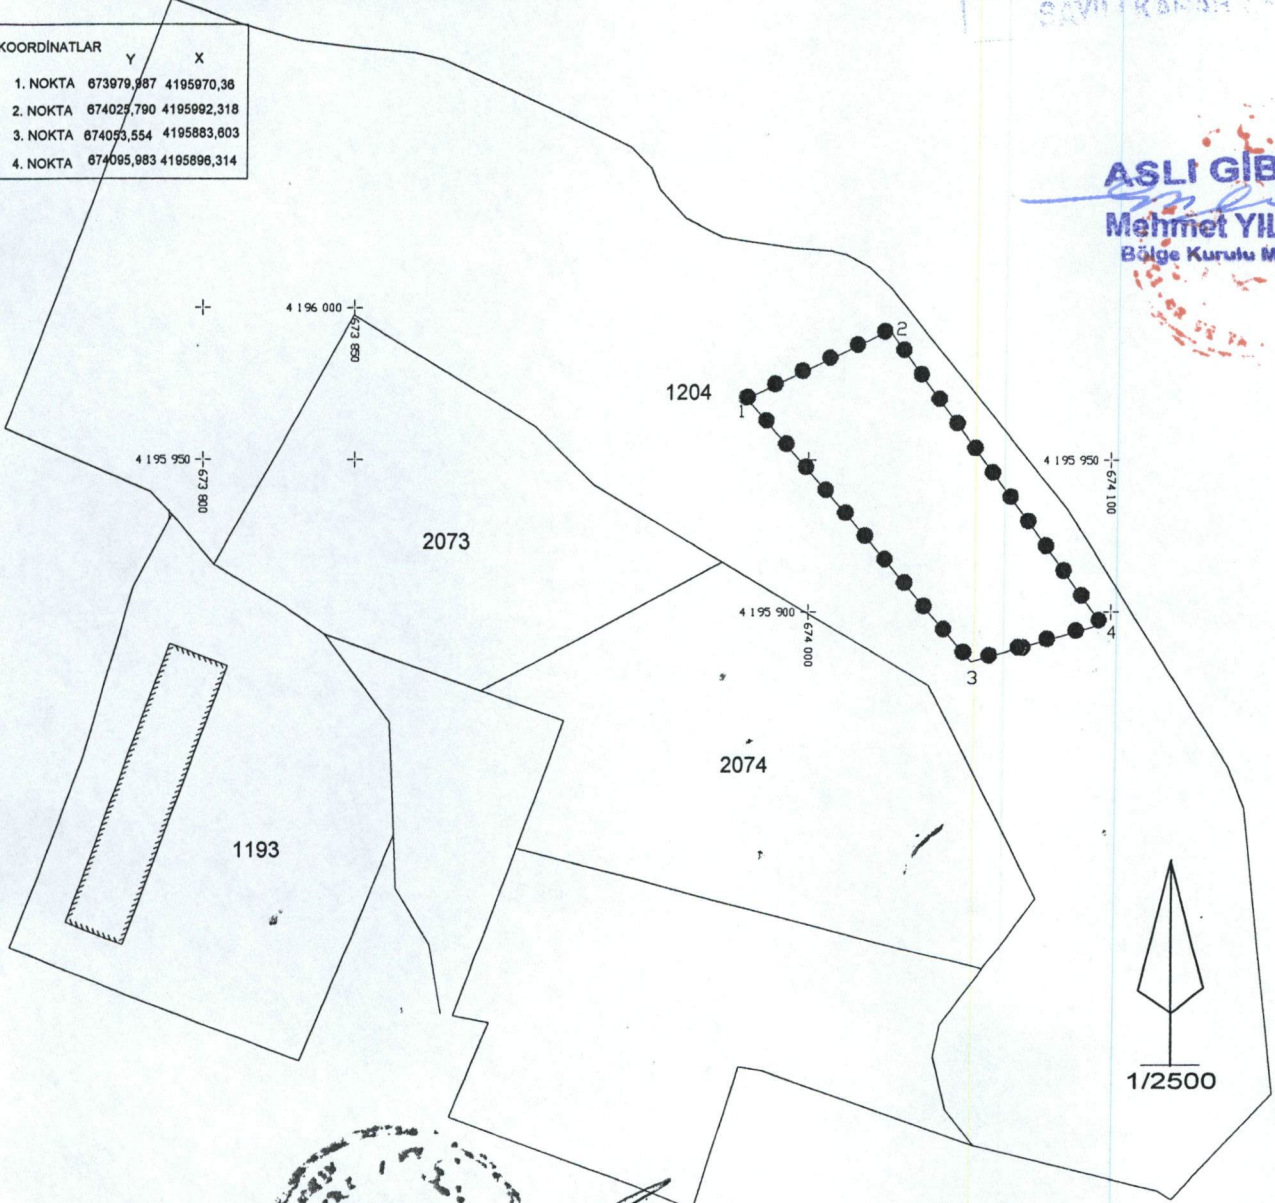 KOORDİNATLAR
Y X
1. NOKTA 673979,987 4195970,36
2. NOKTA 674025,790 4195992,318
3. NOKTA 674053,554 4195883,603
4. NOKTA 674095,983 4195896,314
ASLI GİB
Mehmet YIL
Bölge Kurulu M
4 196 000
673 850
2
1204
1
4 195 950
673 800
4 195 950
674 100
2073
4 195 900
674 000
4
3
2074
1193
1/2500